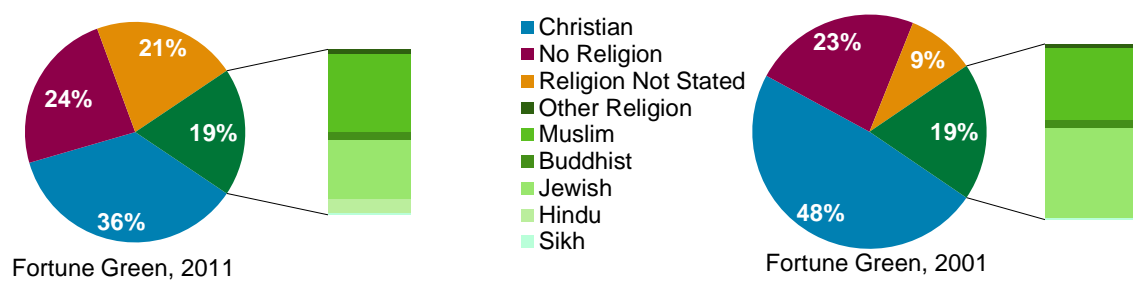 21%
24%
19%
36%
Fortune Green, 2011
Christian
No Religion
Religion Not Stated
Other Religion
Muslim
Buddhist
Jewish
Hindu
Sikh
23%
9%
19%
48%
Fortune Green, 2001